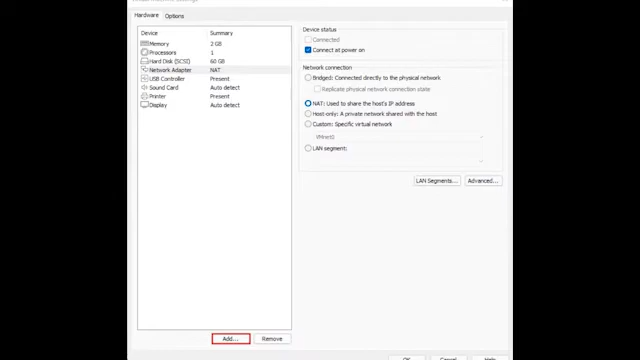 Hardware Options
Device Summary
Memory 2 GB
Processors 1
Hard Disk (SCSI) 60 GB
Network Adapter NAT
USB Controller Present
Sound Card Auto detect
Printer Present
Display Auto detect
Add...
Remove
Device status
Connected
Connect at power on
Network connection
Bridged: Connected directly to the physical network
Replicate physical network connection state
NAT: Used to share the host's IP address
Host-only: A private network shared with the host
Custom: Specific virtual network
VMnet0
LAN segment:
LAN Segments... Advanced...
OK Cancel Help